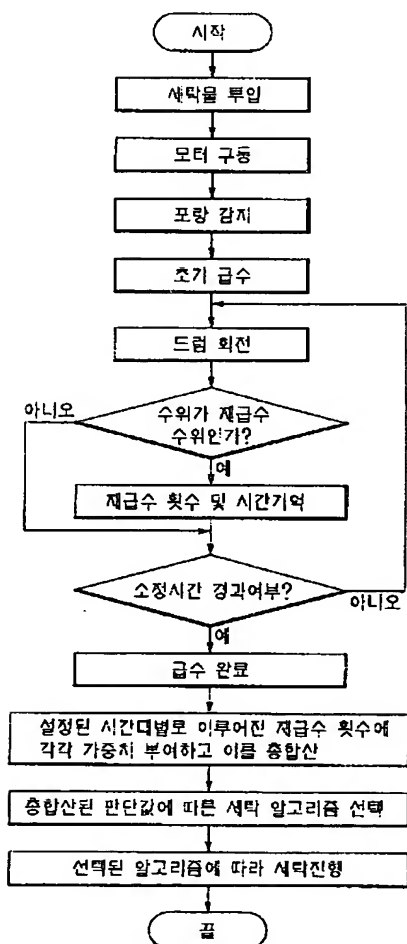 시작
세탁물 투입
모터 구동
포량 감지
초기 급수
드럼 회전
아니오
수위가 재급수
수위인가?
예
재급수 횟수 및 시간기억
소정시간 경과여부?
아니오
예
급수 완료
설정된 시간대별로 이루어진 재급수 횟수에
각각 가중치 부여하고 이를 총합산
총합산된 판단값에 따른 세탁 알고리즘 선택
선택된 알고리즘에 따라 세탁진행
끝